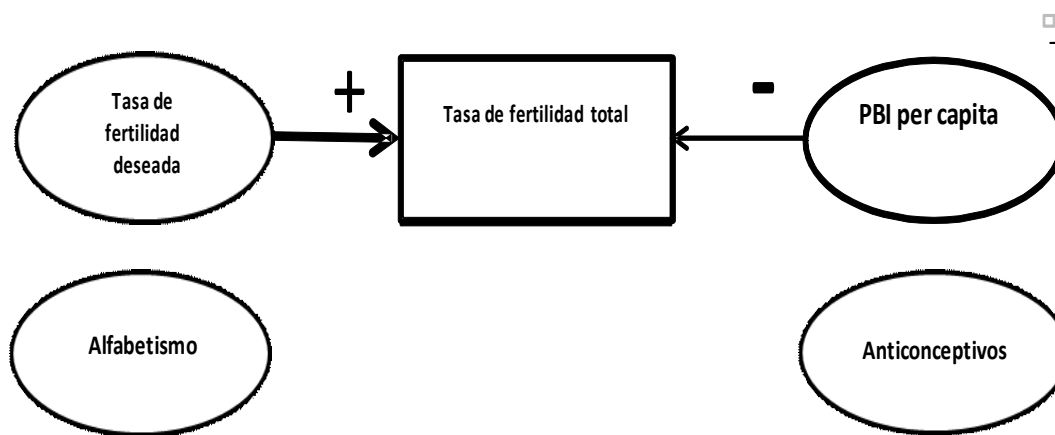 Tasa de
fertilidad
deseada
+
Tasa de fertilidad total
-
PBI per capita
Alfabetismo
Anticonceptivos